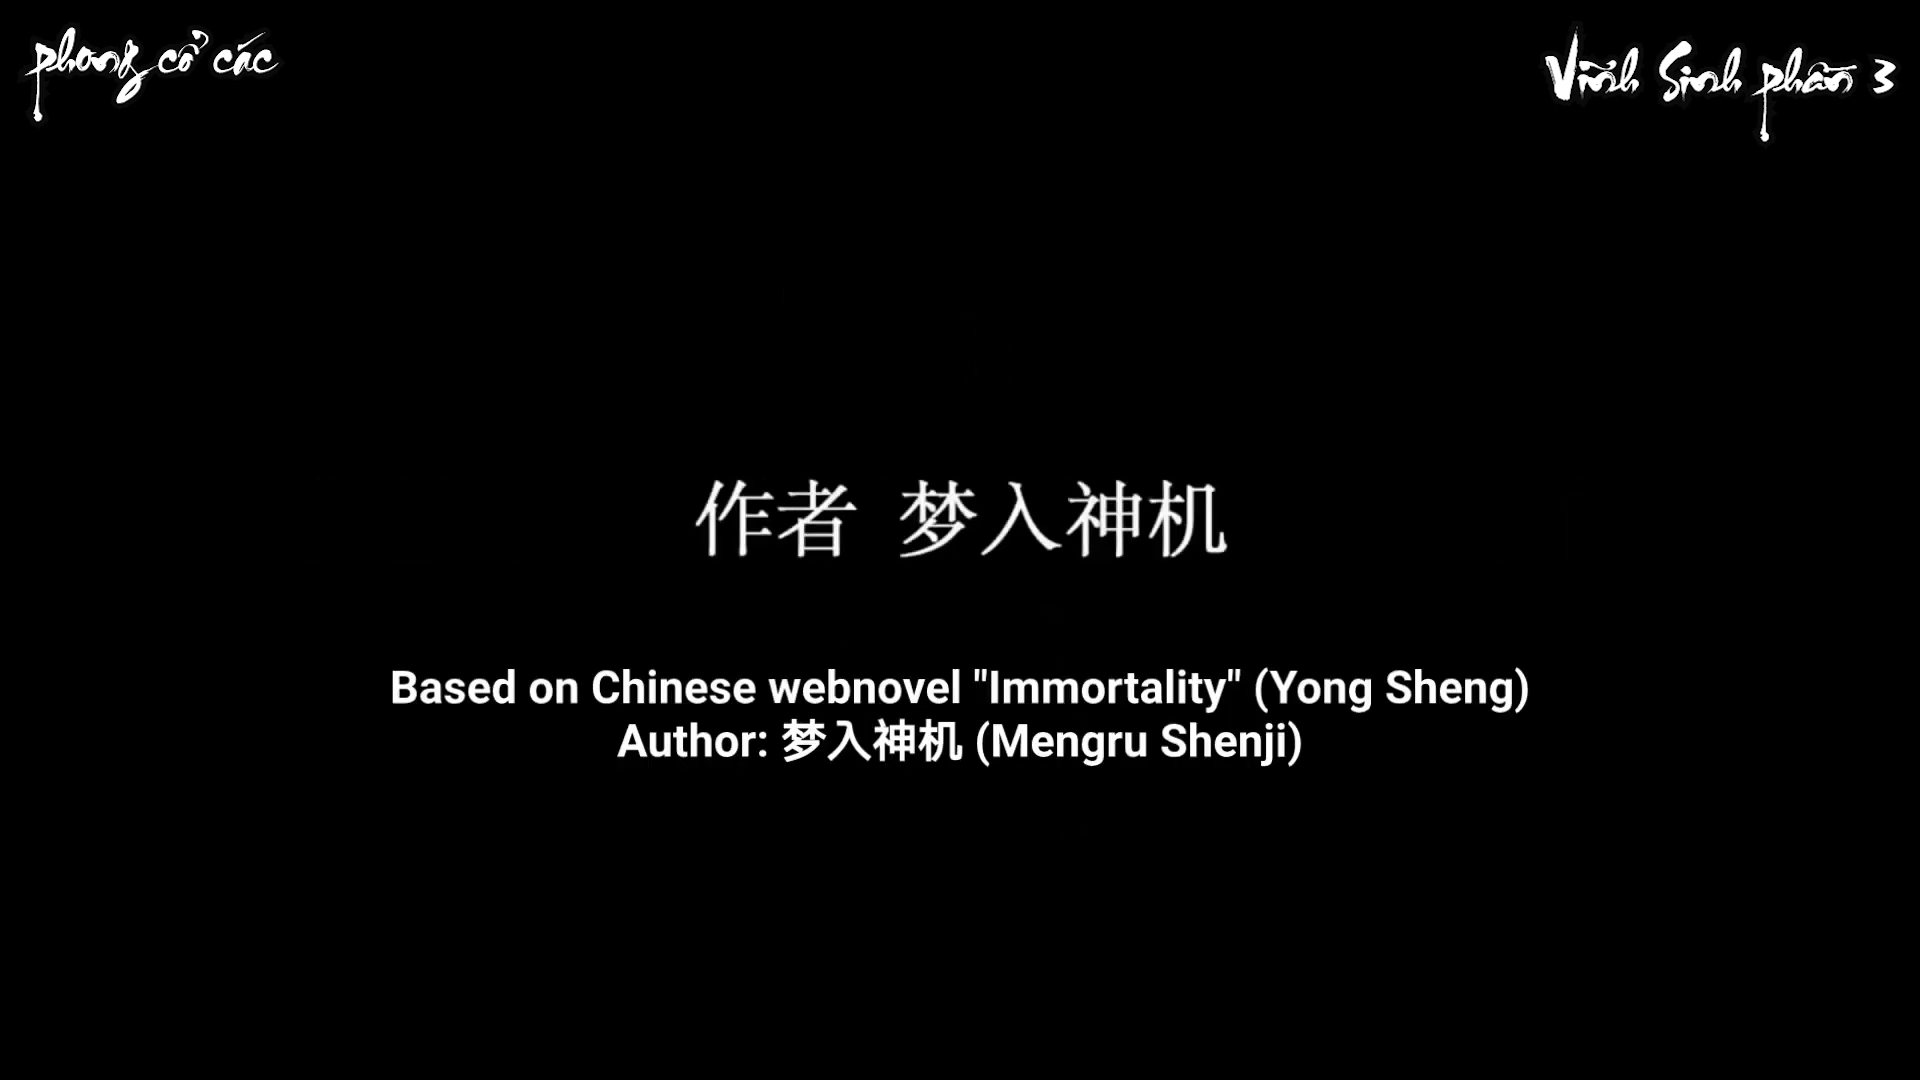 phong cổ các
Vĩnh Sinh phần 3
作者 梦入神机
Based on Chinese webnovel "Immortality" (Yong Sheng)
Author: 梦入神机 (Mengru Shenji)